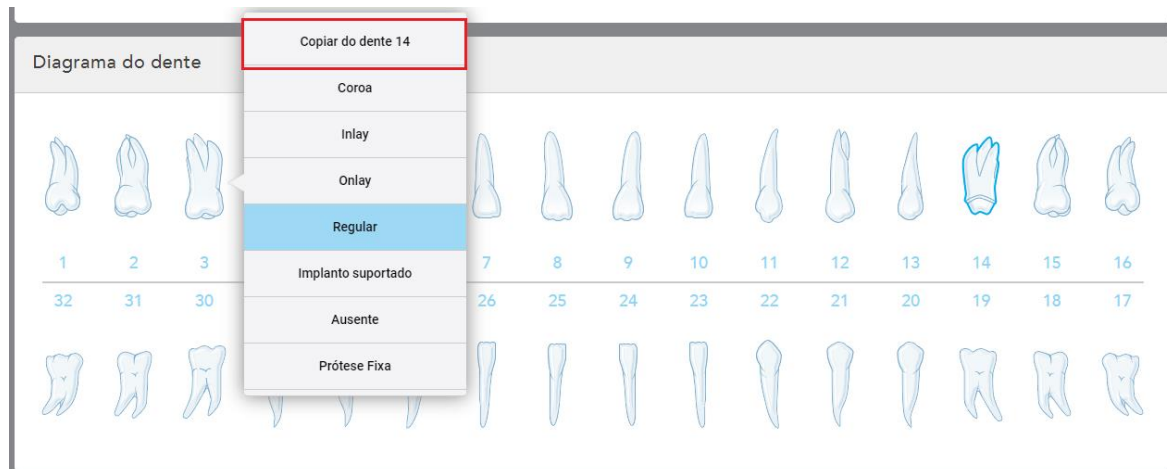 Diagrama do dente
Copiar do dente 14
Coroa
Inlay
Onlay
Regular
Implanto suportado
Ausente
Prótese Fixa
1 2 3 7 8 9 10 11 12 13 14 15 16
32 31 30 26 25 24 23 22 21 20 19 18 17